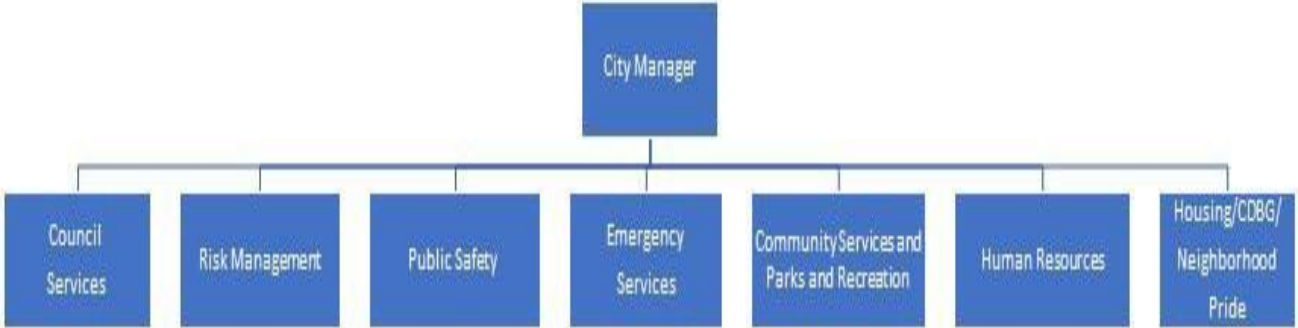 City Manager
Council
Services
Risk Management
Public Safety
Emergency
Services
Community Services and
Parks and Recreation
Human Resources
Housing/CDBG/
Neighborhood
Pride